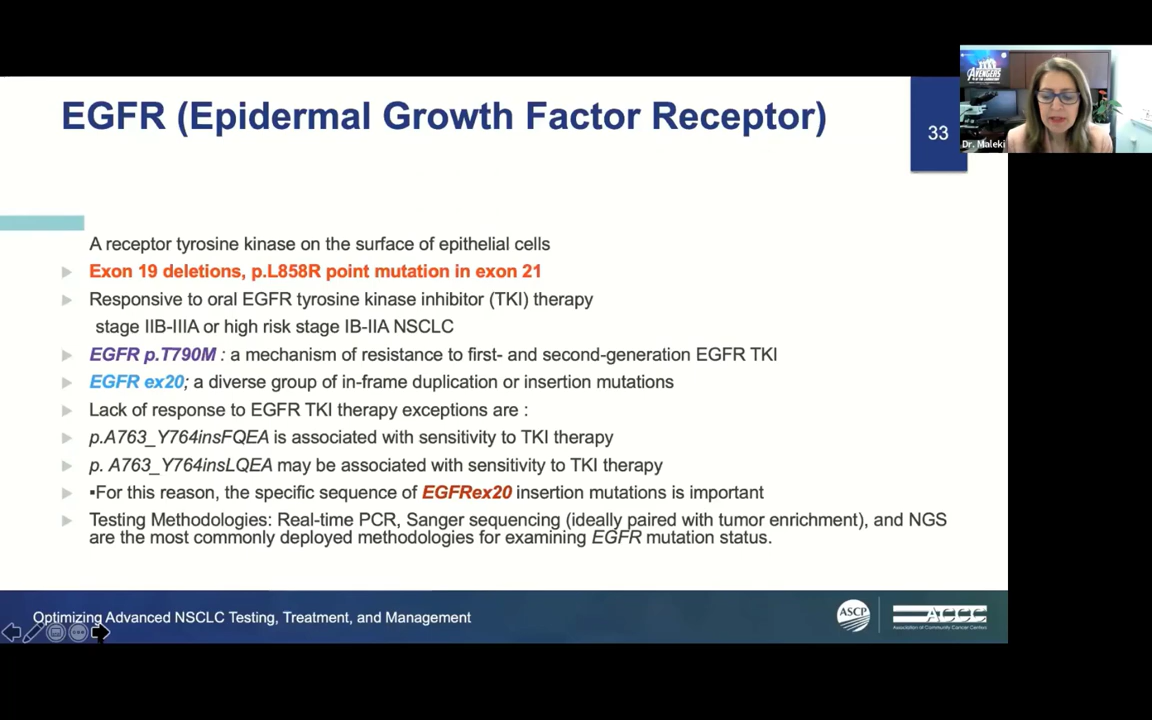 EGFR (Epidermal Growth Factor Receptor)
33
AVENGERS
Dr. Maleki
A receptor tyrosine kinase on the surface of epithelial cells
Exon 19 deletions, p.L858R point mutation in exon 21
Responsive to oral EGFR tyrosine kinase inhibitor (TKI) therapy
stage IIB-IIIA or high risk stage IB-IIA NSCLC
EGFR p.T790M : a mechanism of resistance to first- and second-generation EGFR TKI
EGFR ex20; a diverse group of in-frame duplication or insertion mutations
Lack of response to EGFR TKI therapy exceptions are :
p.A763_Y764insFQEA is associated with sensitivity to TKI therapy
p. A763_Y764insLQEA may be associated with sensitivity to TKI therapy
▪For this reason, the specific sequence of EGFRex20 insertion mutations is important
Testing Methodologies: Real-time PCR, Sanger sequencing (ideally paired with tumor enrichment), and NGS
are the most commonly deployed methodologies for examining EGFR mutation status.
Optimizing Advanced NSCLC Testing, Treatment, and Management
ASCP
ACCC
Association of Community Cancer Centers